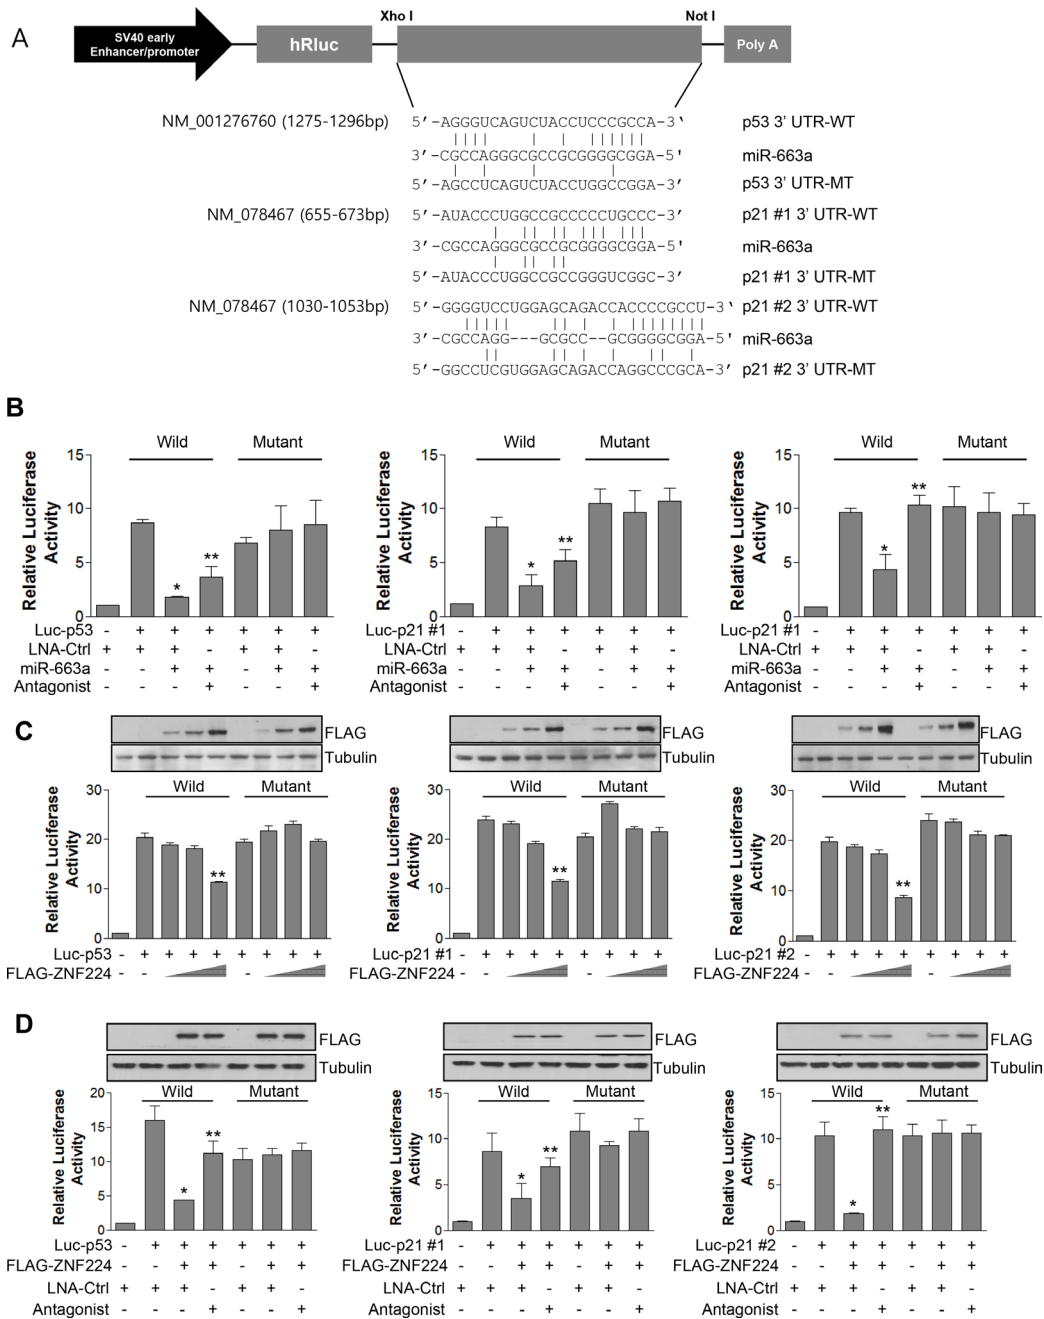 A
SV40 early
Enhancer/promoter
hRluc
Xho I
Not I
Poly A
NM_001276760 (1275-1296bp)
5′-AGGGUCAGUCUACCUCCCGCCA-3'
p53 3’ UTR-WT
3′-CGCCAGGGCGCCGCGGGGCGGA-5'
miR-663a
5′-AGCCUCAGUCUACCUGGCCGGA-3′
p53 3’ UTR-MT
NM_078467 (655-673bp)
5′-AUACCCUGGCCGCCCCCUGCCC-3′
p21 #1 3’ UTR-WT
3′-CGCCAGGGCGCCGCGGGGCGGA-5'
miR-663a
5′-AUACCCUGGCCGCCGGGUCGGC-3′
p21 #1 3’ UTR-MT
NM_078467 (1030-1053bp)
5′-GGGGUCCUGGAGCAGACCACCCCGCCU-3'
p21 #2 3’ UTR-WT
3′-CGCCAGG---GCGCC--GCGGGGCGGA-5'
miR-663a
5′-GGCCUCGUGGAGCAGACCAGGCCCGCA-3′
p21 #2 3’ UTR-MT
B
Wild Mutant
Relative Luciferase
Activity
15
10
5
0
* **
Luc-p53 - + + + + + +
LNA-Ctrl + + + - + + -
miR-663a - - + + - + +
Antagonist - - - + - - +
Wild Mutant
Relative Luciferase
Activity
15
10
5
0
* **
Luc-p21 #1 - + + + + + +
LNA-Ctrl + + + - + + -
miR-663a - - + + - + +
Antagonist - - - + - - +
Wild Mutant
Relative Luciferase
Activity
15
10
5
0
* **
Luc-p21 #1 - + + + + + +
LNA-Ctrl + + + - + + -
miR-663a - - + + - + +
Antagonist - - - + - - +
C
FLAG
Tubulin
Wild Mutant
Relative Luciferase
Activity
30
20
10
0
**
Luc-p53 - + + + + + + + +
FLAG-ZNF224 - - -
FLAG
Tubulin
Wild Mutant
Relative Luciferase
Activity
30
20
10
0
**
Luc-p21 #1 - + + + + + + + +
FLAG-ZNF224 - - -
FLAG
Tubulin
Wild Mutant
Relative Luciferase
Activity
30
20
10
0
**
Luc-p21 #2 - + + + + + + + +
FLAG-ZNF224 - - -
D
FLAG
Tubulin
Wild Mutant
Relative Luciferase
Activity
20
15
10
5
0
* **
Luc-p53 - + + + + + +
FLAG-ZNF224 - - + + - + +
LNA-Ctrl + + + - + + -
Antagonist - - - + - - +
FLAG
Tubulin
Wild Mutant
Relative Luciferase
Activity
15
10
5
0
* **
Luc-p21 #1 - + + + + + +
FLAG-ZNF224 - - + + - + +
LNA-Ctrl + + + - + + -
Antagonist - - - + - - +
FLAG
Tubulin
Wild Mutant
Relative Luciferase
Activity
15
10
5
0
* **
Luc-p21 #2 - + + + + + +
FLAG-ZNF224 - - + + - + +
LNA-Ctrl + + + - + + -
Antagonist - - - + - - +